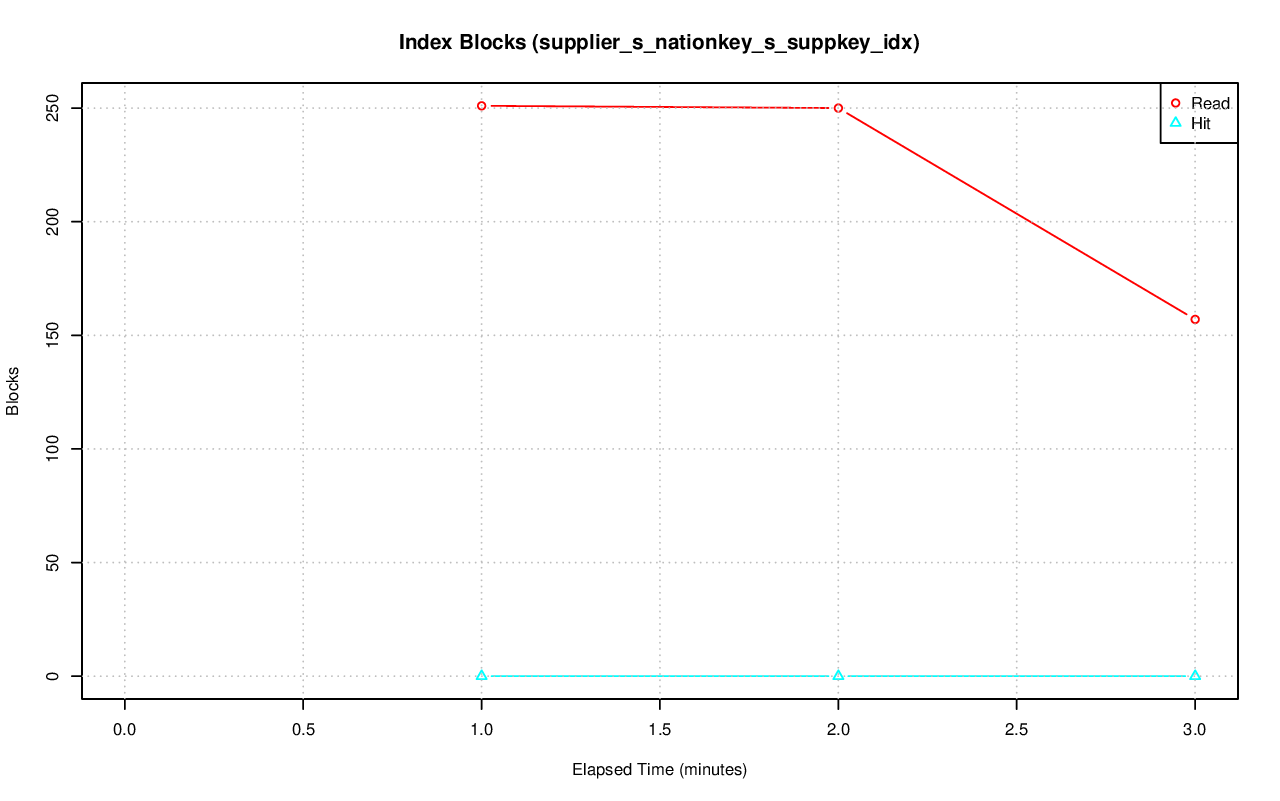 Index Blocks (supplier_s_nationkey_s_suppkey_idx)
Read
Hit
250
200
150
100
50
0
Blocks
0.0 0.5 1.0 1.5 2.0 2.5 3.0
Elapsed Time (minutes)